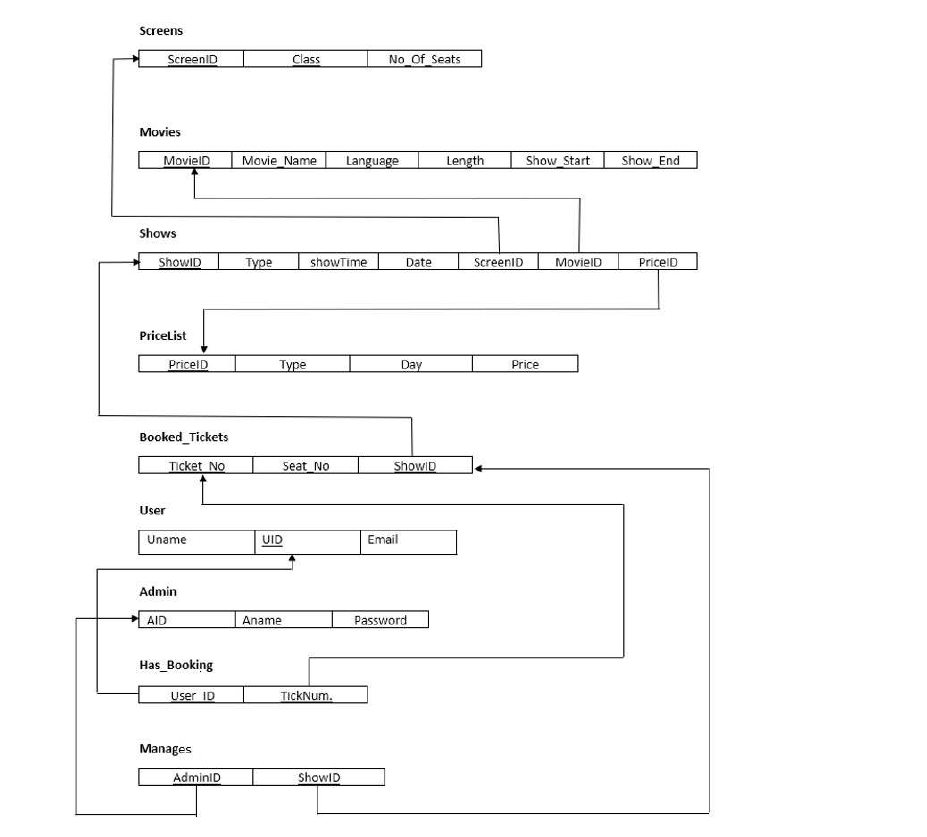 Screens
ScreenID Class No_Of_Seats
Movies
MovieID Movie_Name Language Length Show_Start Show_End
Shows
ShowID Type showTime Date ScreenID MovieID PriceID
PriceList
PriceID Type Day Price
Booked_Tickets
Ticket_No Seat_No ShowID
User
Uname UID Email
Admin
AID Aname Password
Has_Booking
User_ID TickNum.
Manages
AdminID ShowID